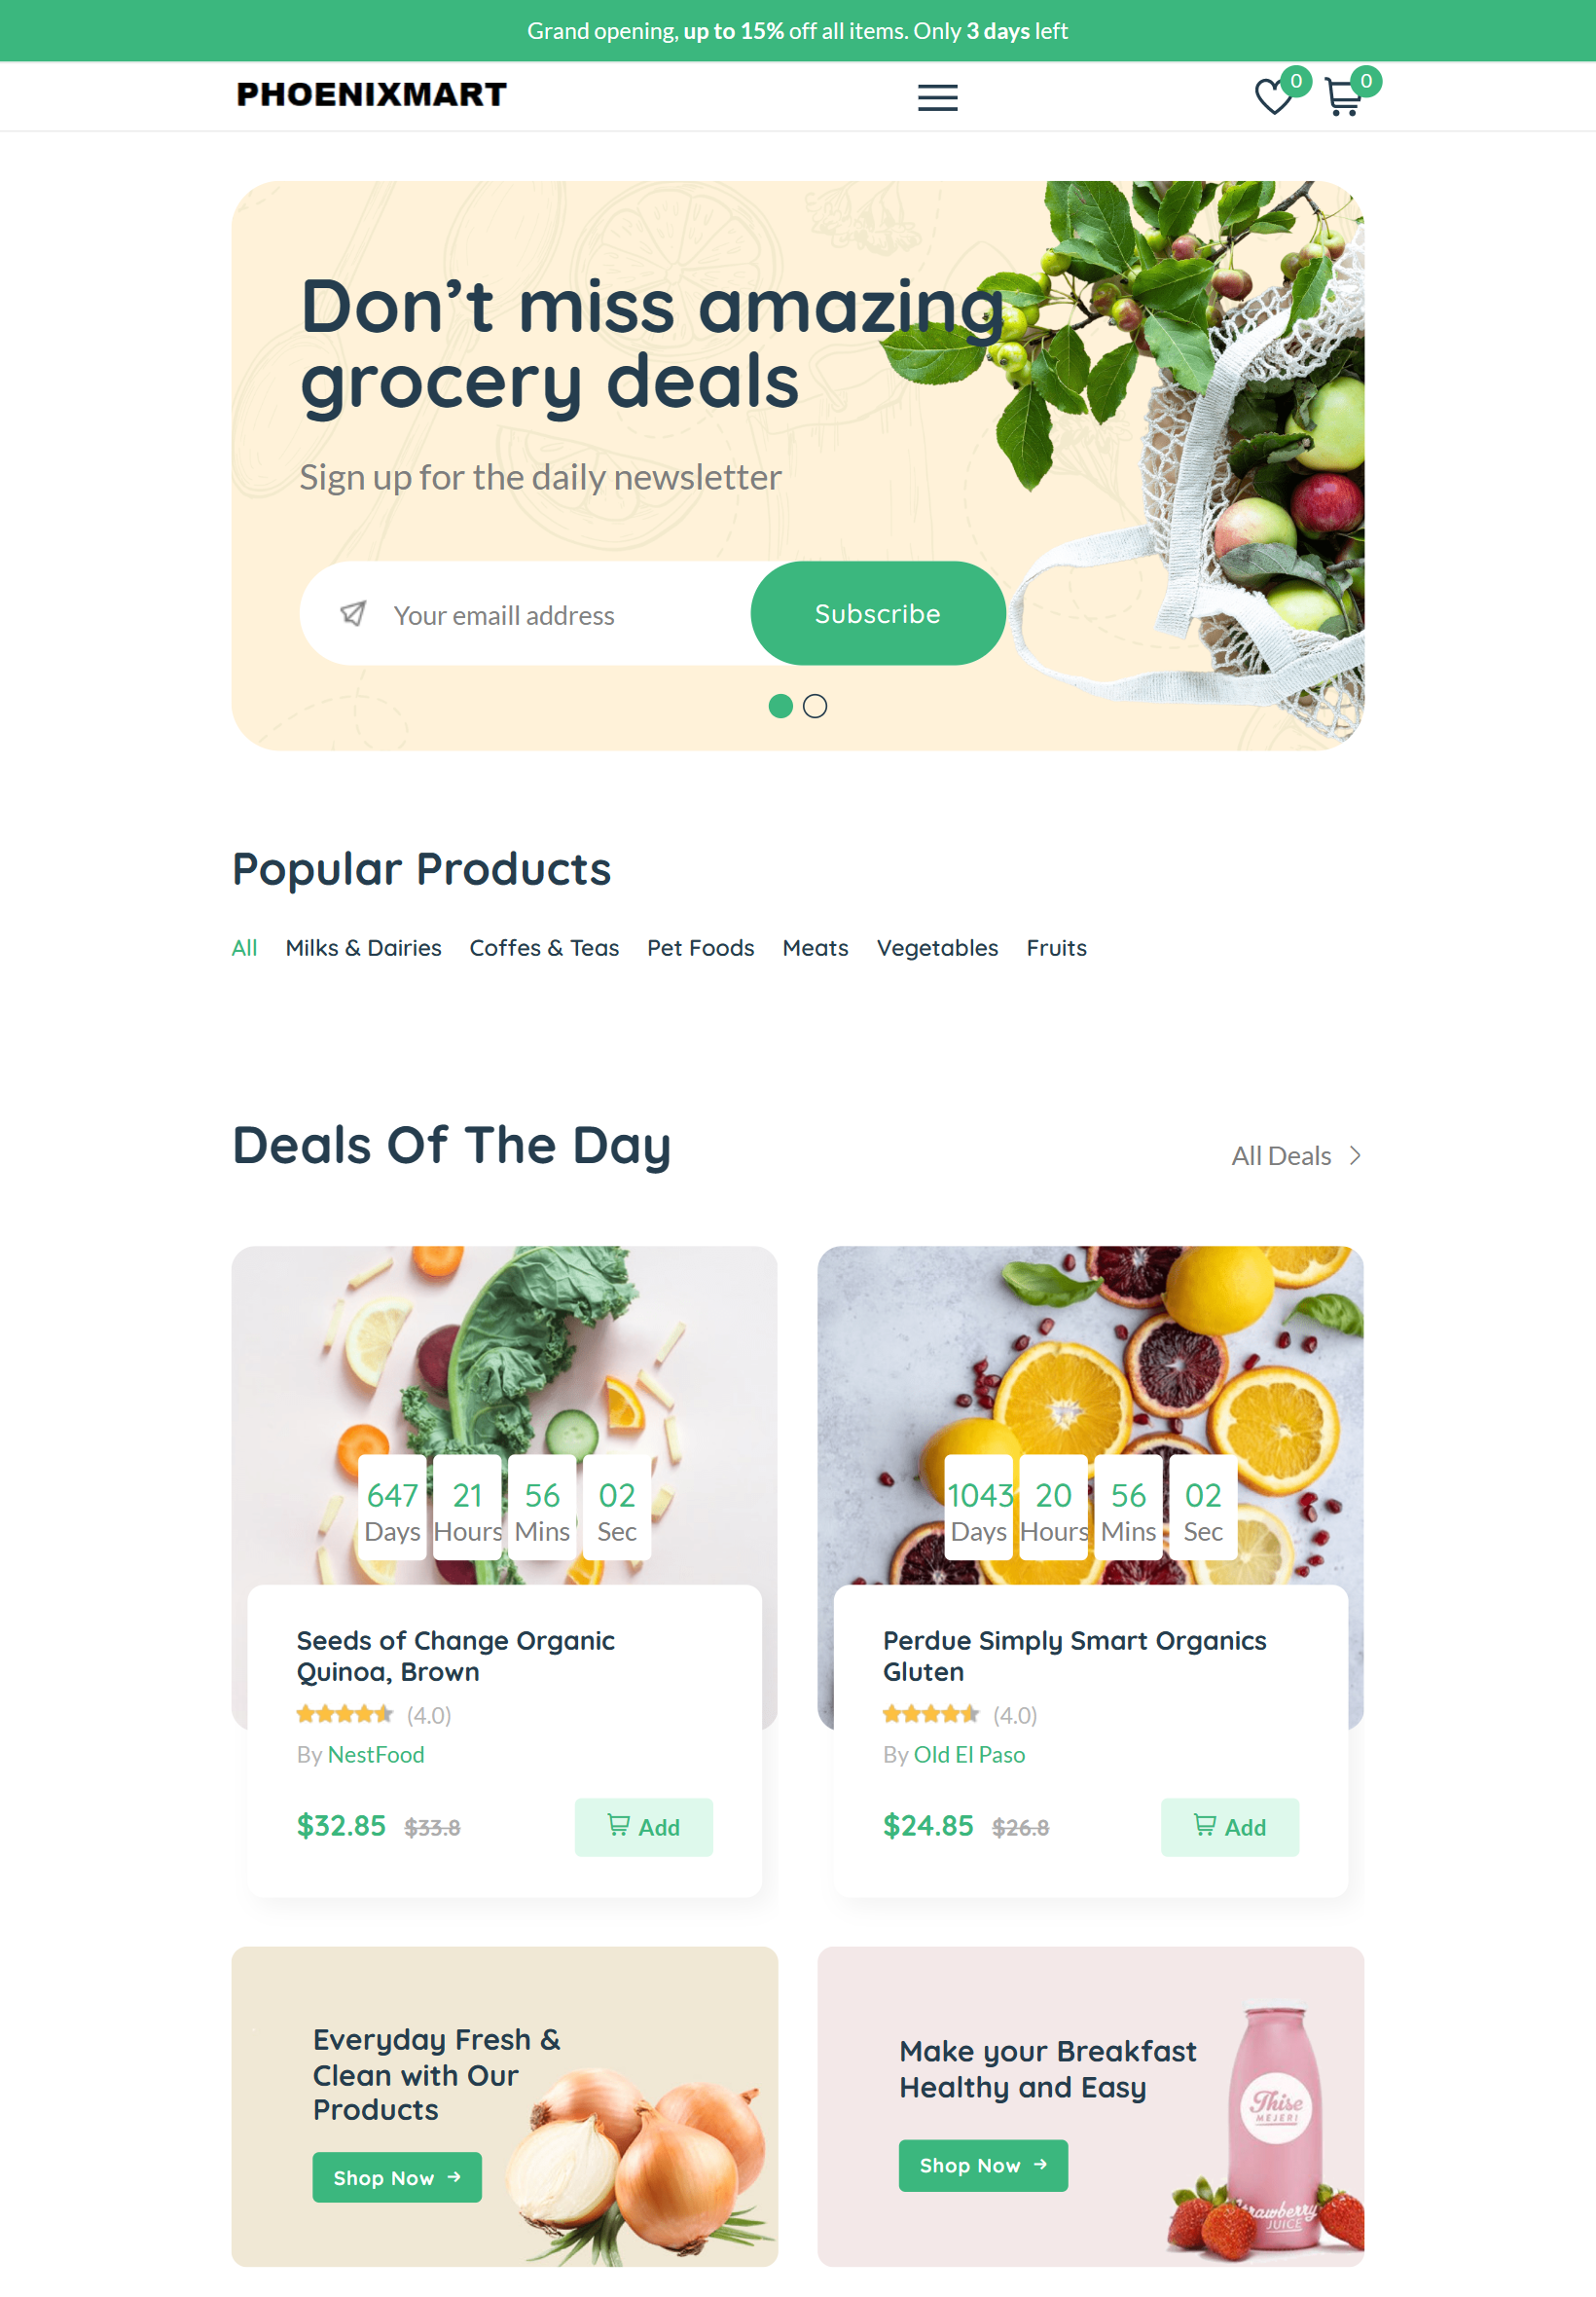 Grand opening, up to 15% off all items. Only 3 days left
PHOENIXMART
0
0
Don’t miss amazing
grocery deals
Sign up for the daily newsletter
Your emaill address
Subscribe
Popular Products
All Milks & Dairies Coffes & Teas Pet Foods Meats Vegetables Fruits
Deals Of The Day
All Deals
647 21 56 02
Days Hours Mins Sec
1043 20 56 02
Days Hours Mins Sec
Seeds of Change Organic
Quinoa, Brown
(4.0)
By NestFood
$32.85 $33.8
Add
Perdue Simply Smart Organics
Gluten
(4.0)
By Old El Paso
$24.85 $26.8
Add
Everyday Fresh &
Clean with Our
Products
Shop Now
Make your Breakfast
Healthy and Easy
Shop Now
Thise
MEJERI
Strawberry
JUICE